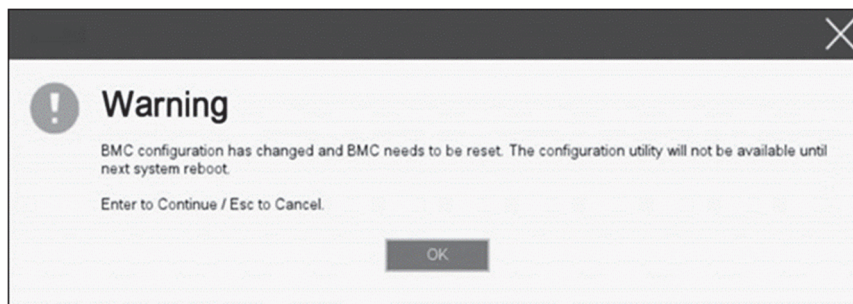 Warning
BMC configuration has changed and BMC needs to be reset. The configuration utility will not be available until
next system reboot.
Enter to Continue / Esc to Cancel.
OK